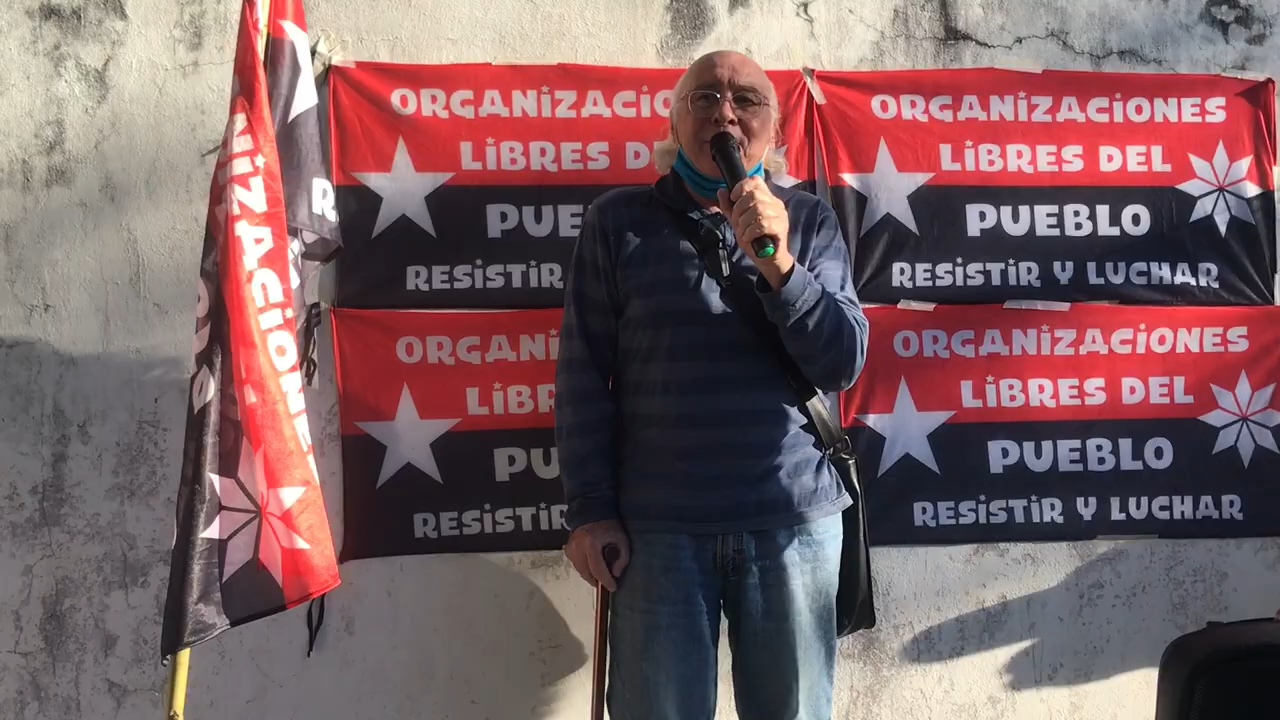 ORGANIZACIO
LIBRES D
PUE
RESISTIR
ORGANIZACIONES
LIBRES DEL
PUEBLO
RESISTIR Y LUCHAR
ORGANI
LIBR
PU
RESISTIR
ORGANIZACIONES
LIBRES DEL
PUEBLO
RESISTIR Y LUCHAR
NIZACIONE
R